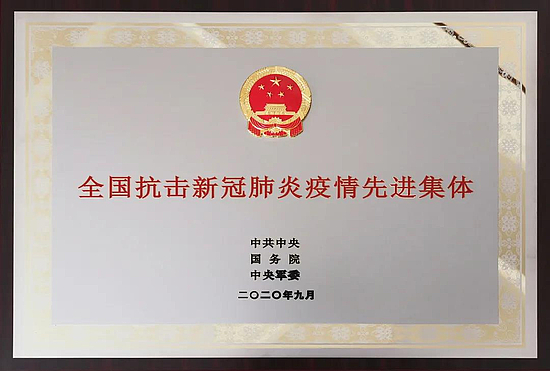 全国抗击新冠肺炎疫情先进集体
中共中央
国务院
中央军委
二〇二〇年九月